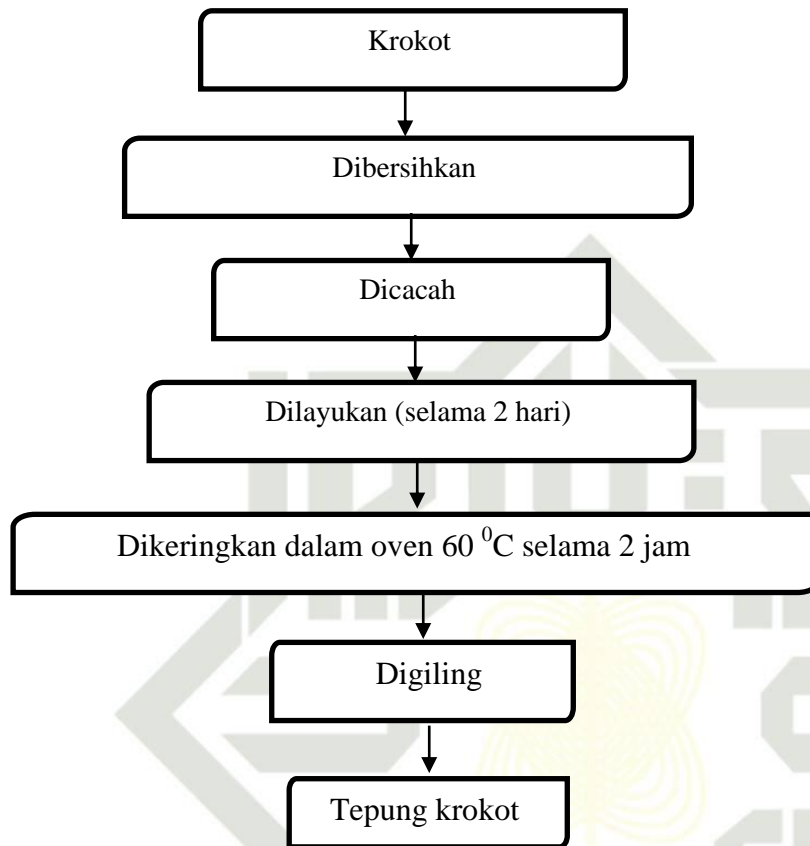 Krokot
Dibersihkan
Dicacah
Dilayukan (selama 2 hari)
Dikeringkan dalam oven 60 ⁰C selama 2 jam
Digiling
Tepung krokot